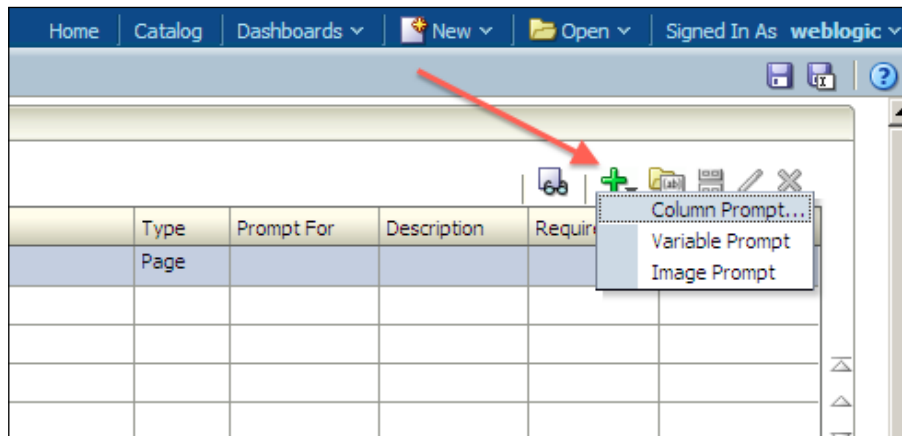 Home Catalog Dashboards New Open Signed In As weblogic
Column Prompt...
Type Prompt For Description
Variable Prompt
Page
Image Prompt